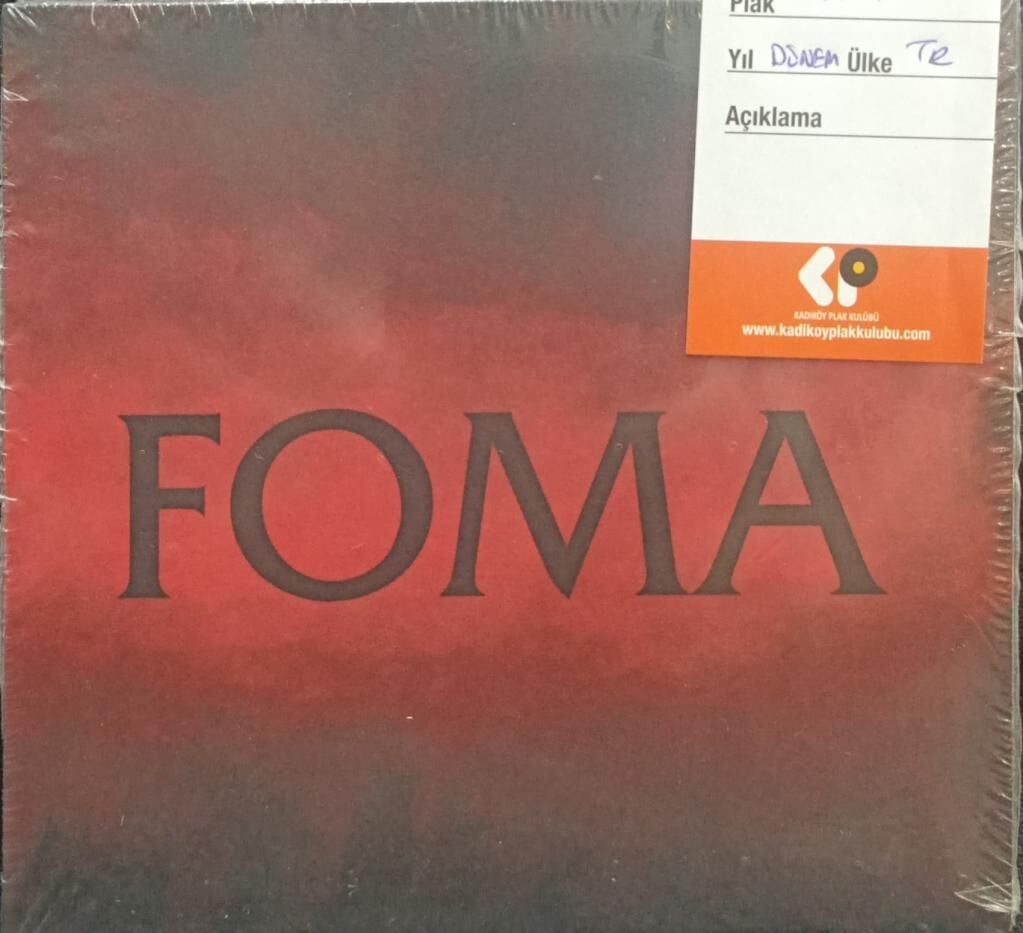 Plak
Yıl DÖNEM Ülke TR
Açıklama
KADIKÖY PLAK KULÜBÜ
www.kadikoyplakkulubu.com
FOMA